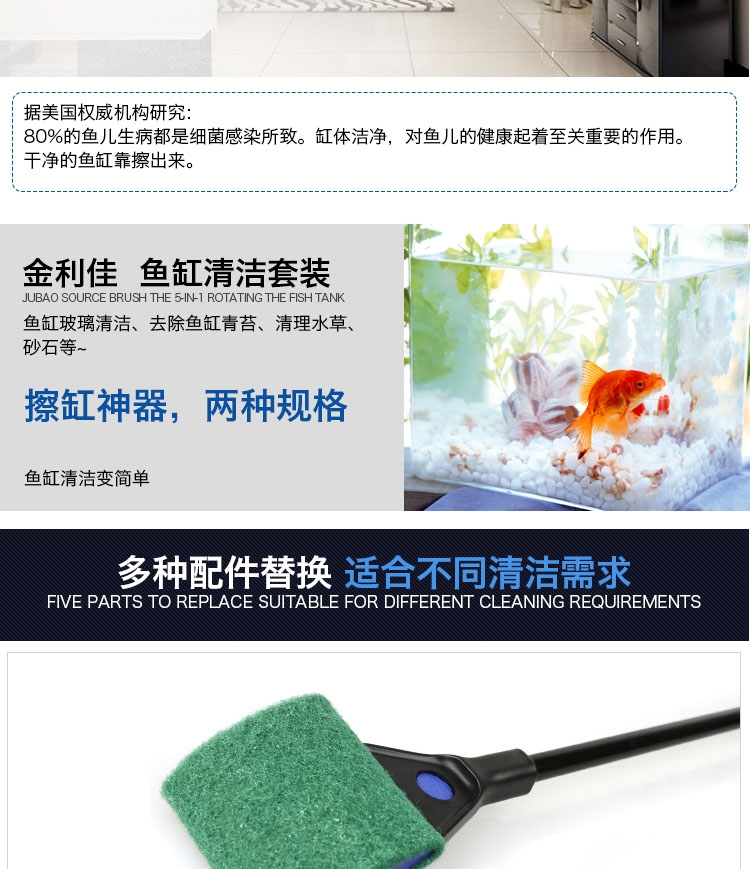 据美国权威机构研究：
80%的鱼儿生病都是细菌感染所致。缸体洁净，对鱼儿的健康起着至关重要的作用。
干净的鱼缸靠擦出来。
金利佳 鱼缸清洁套装
JUBAO SOURCE BRUSH THE 5-IN-1 ROTATING THE FISH TANK
鱼缸玻璃清洁、去除鱼缸青苔、清理水草、
砂石等~
擦缸神器，两种规格
鱼缸清洁变简单
多种配件替换 适合不同清洁需求
FIVE PARTS TO REPLACE SUITABLE FOR DIFFERENT CLEANING REQUIREMENTS